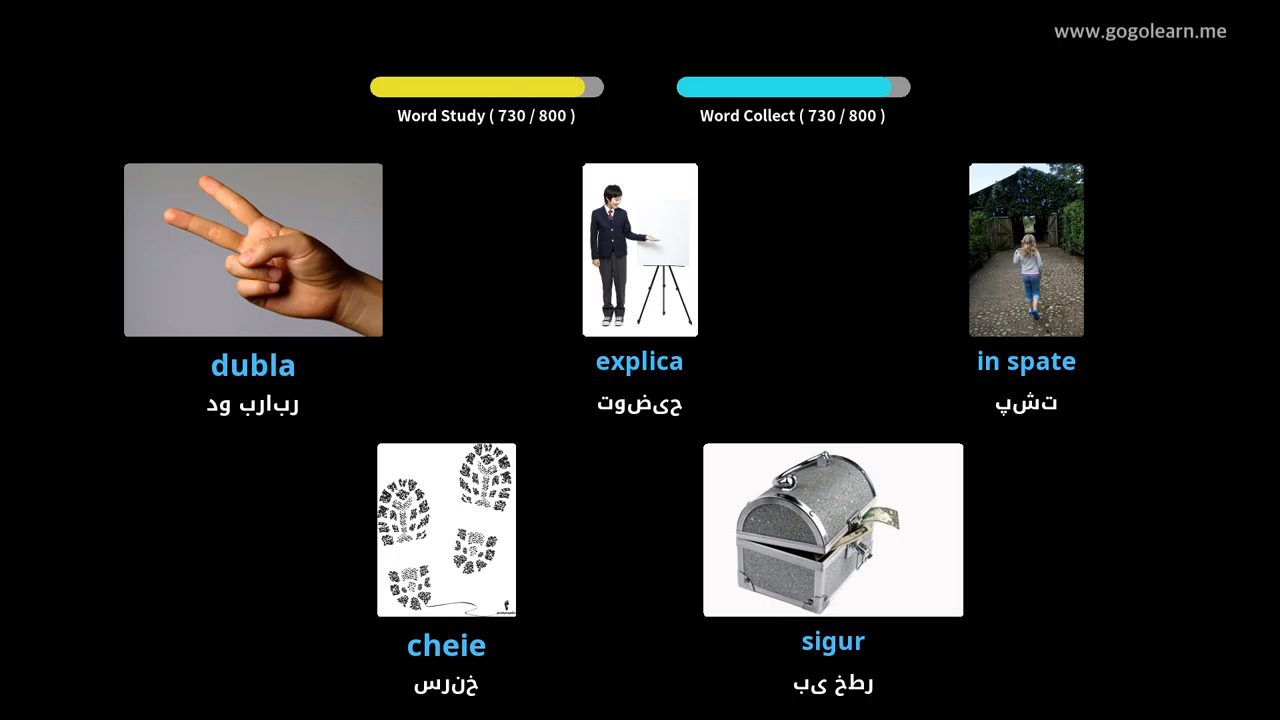 www.gogolearn.me
Word Study ( 730 / 800 )
Word Collect ( 730 / 800 )
dubla
ربارب ود
explica
حیضوت
in spate
تشپ
cheie
خنرس
sigur
رطخ یب